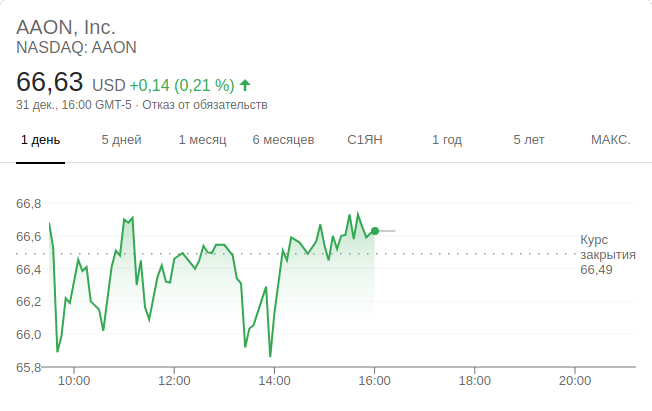 AAON, Inc.
NASDAQ: AAON
66,63 USD +0,14 (0,21 %)
31 дек., 16:00 GMT-5 · Отказ от обязательств
1 день 5 дней 1 месяц 6 месяцев С1ЯН 1 год 5 лет МАКС.
66,8
66,6
66,4
66,2
66,0
65,8
Курс
закрытия
66,49
10:00 12:00 14:00 16:00 18:00 20:00